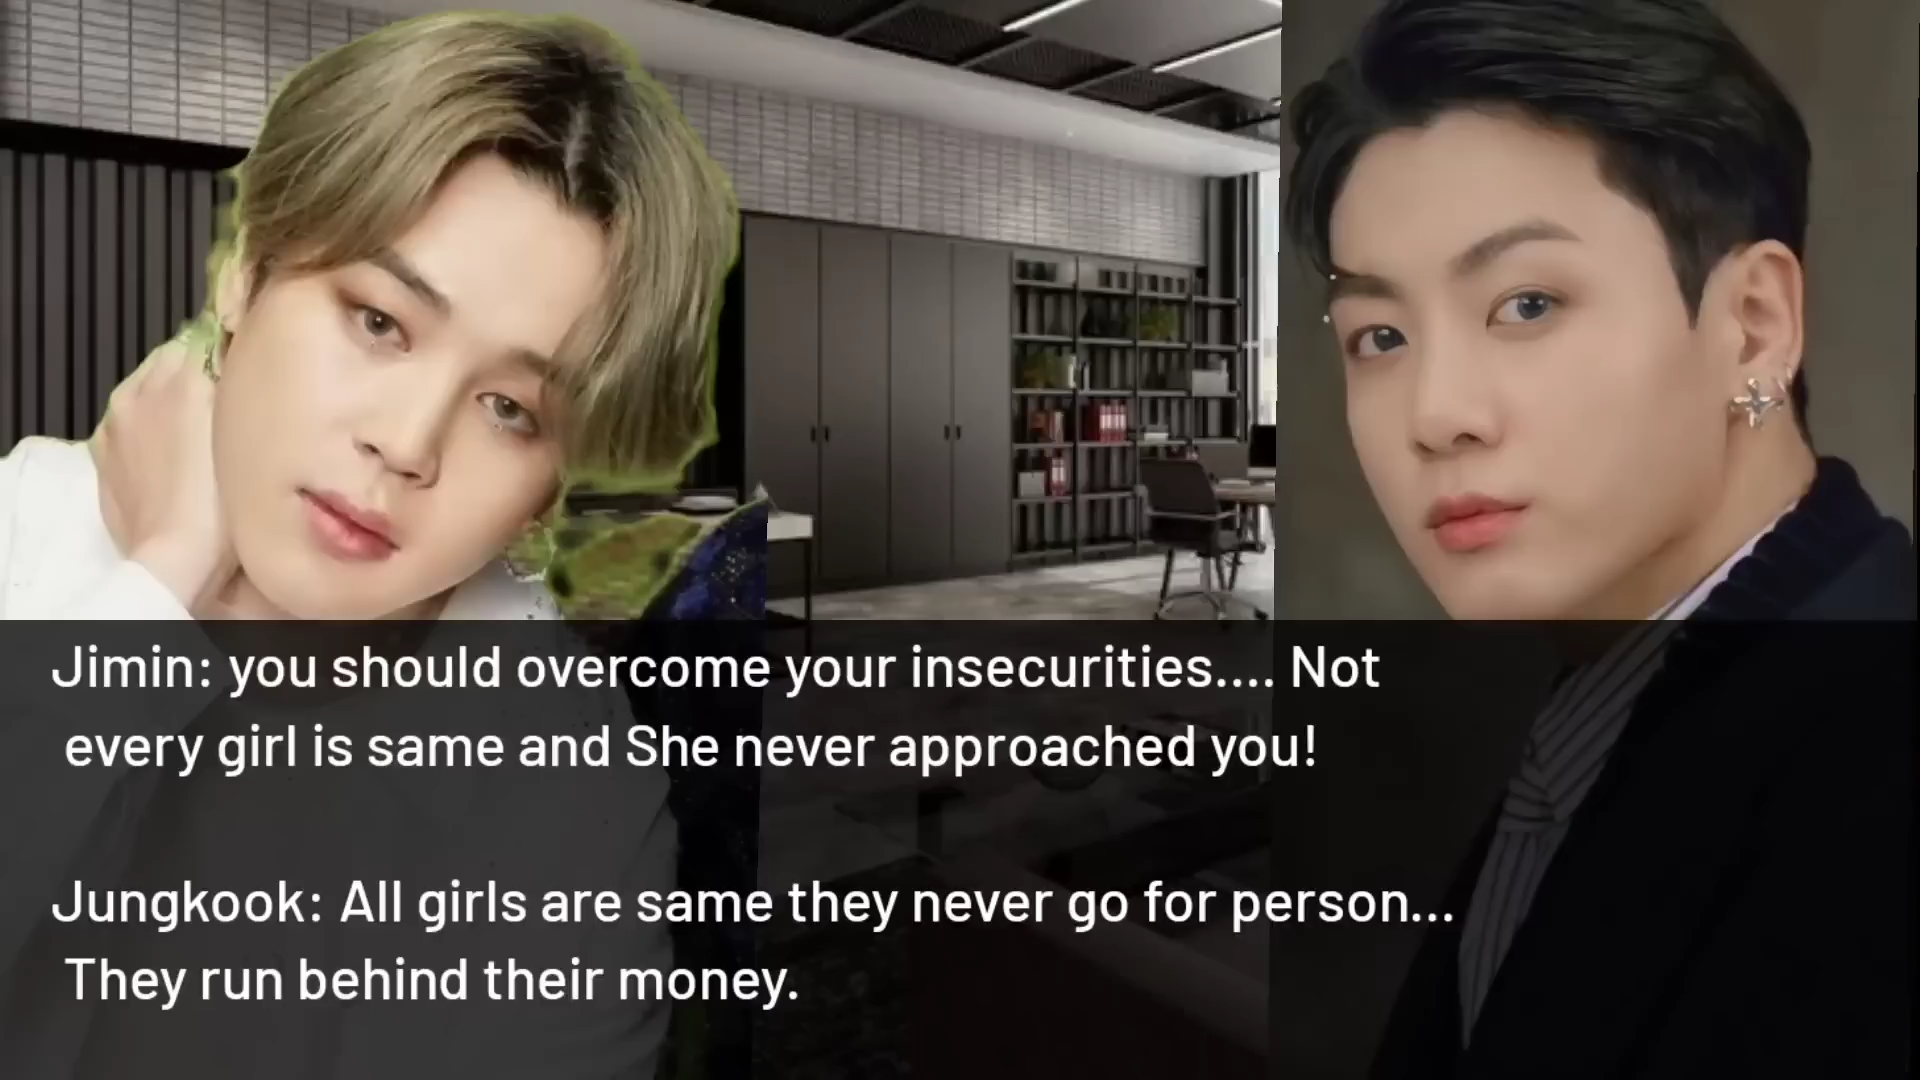 Jimin: you should overcome your insecurities.... Not
every girl is same and She never approached you!
Jungkook: All girls are same they never go for person...
They run behind their money.